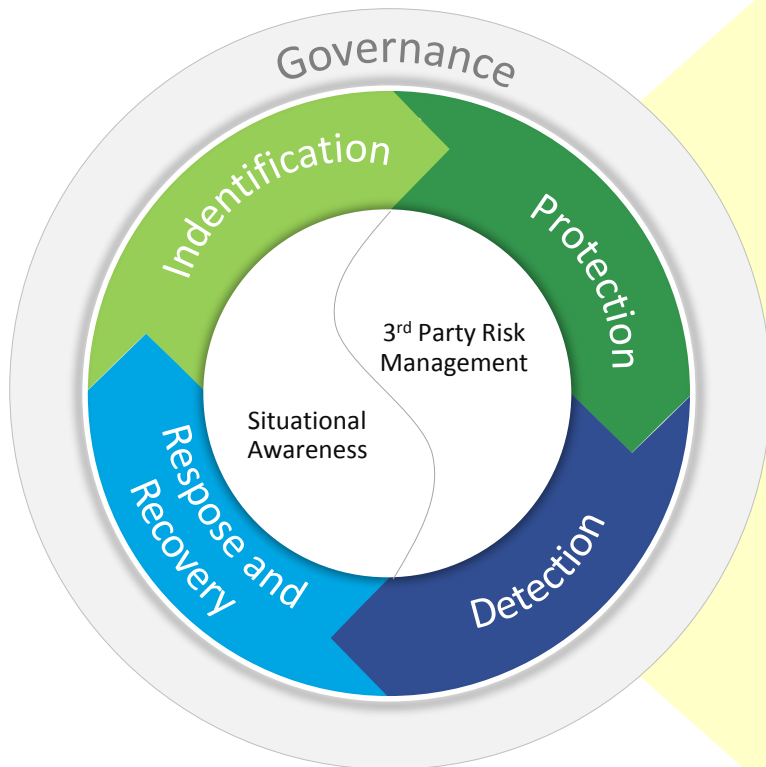 Governance
Indentification
Protection
3rd Party Risk
Management
Situational
Awareness
Respose and
Recovery
Detection